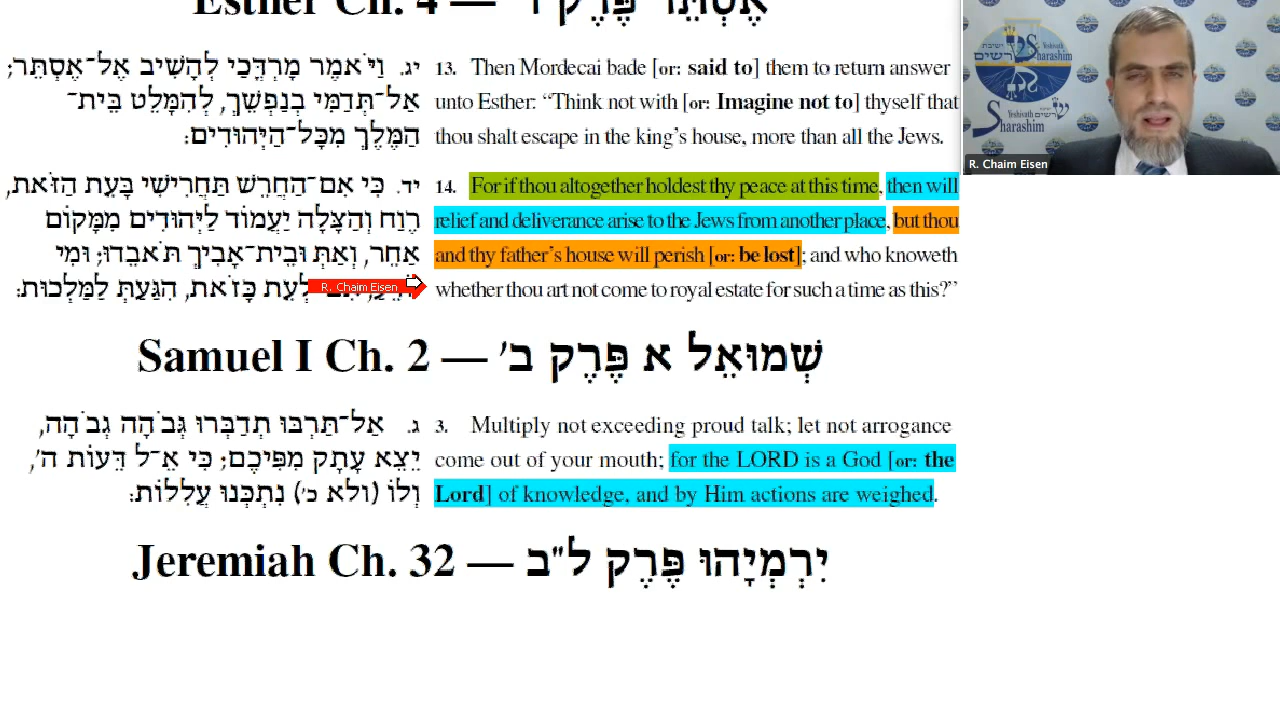 Esther Ch. 4 — אֶסְתֵּר פֶּרֶק ד'
יג. וַיֹּאמֶר מָרְדֳּכַי לְהָשִׁיב אֶל־אֶסְתֵּר;
אַל־תְּדַמִּי בְנַפְשֵׁךְ, לְהִמָּלֵט בֵּית־
הַמֶּלֶךְ מִכָּל־הַיְּהוּדִים:
13. Then Mordecai bade [or: said to] them to return answer
unto Esther: “Think not with [or: Imagine not to] thyself that
thou shalt escape in the king’s house, more than all the Jews.
יד. כִּי אִם־הַחֲרֵשׁ תַּחֲרִישִׁי בָּעֵת הַזֹּאת,
רֶוַח וְהַצָּלָה יַעֲמוֹד לַיְּהוּדִים מִמָּקוֹם
אַחֵר, וְאַתְּ וּבֵית־אָבִיךְ תֹּאבֵדוּ; וּמִי
לְעֵת כָּזֹאת, הִגַּעַתְּ לַמַּלְכוּת:
14. For if thou altogether holdest thy peace at this time, then will
relief and deliverance arise to the Jews from another place, but thou
and thy father’s house will perish [or: be lost]; and who knoweth
whether thou art not come to royal estate for such a time as this?”
R. Chaim Eisen
Samuel I Ch. 2 — שְׁמוּאֵל א פֶּרֶק ב'
ג. אַל־תַּרְבּוּ תְדַבְּרוּ גְּבֹהָה גְבֹהָה,
יֵצֵא עָתָק מִפִּיכֶם; כִּי אֵ־ל דֵּעוֹת ה',
וְלוֹ (ולא כ') נִתְכְּנוּ עֲלִלוֹת:
3. Multiply not exceeding proud talk; let not arrogance
come out of your mouth; for the LORD is a God [or: the
Lord] of knowledge, and by Him actions are weighed.
Jeremiah Ch. 32 — יִרְמְיָהוּ פֶּרֶק ל"ב
Yeshivath
Sharashim
שרשים
Yeshivath
Sharashim
R. Chaim Eisen